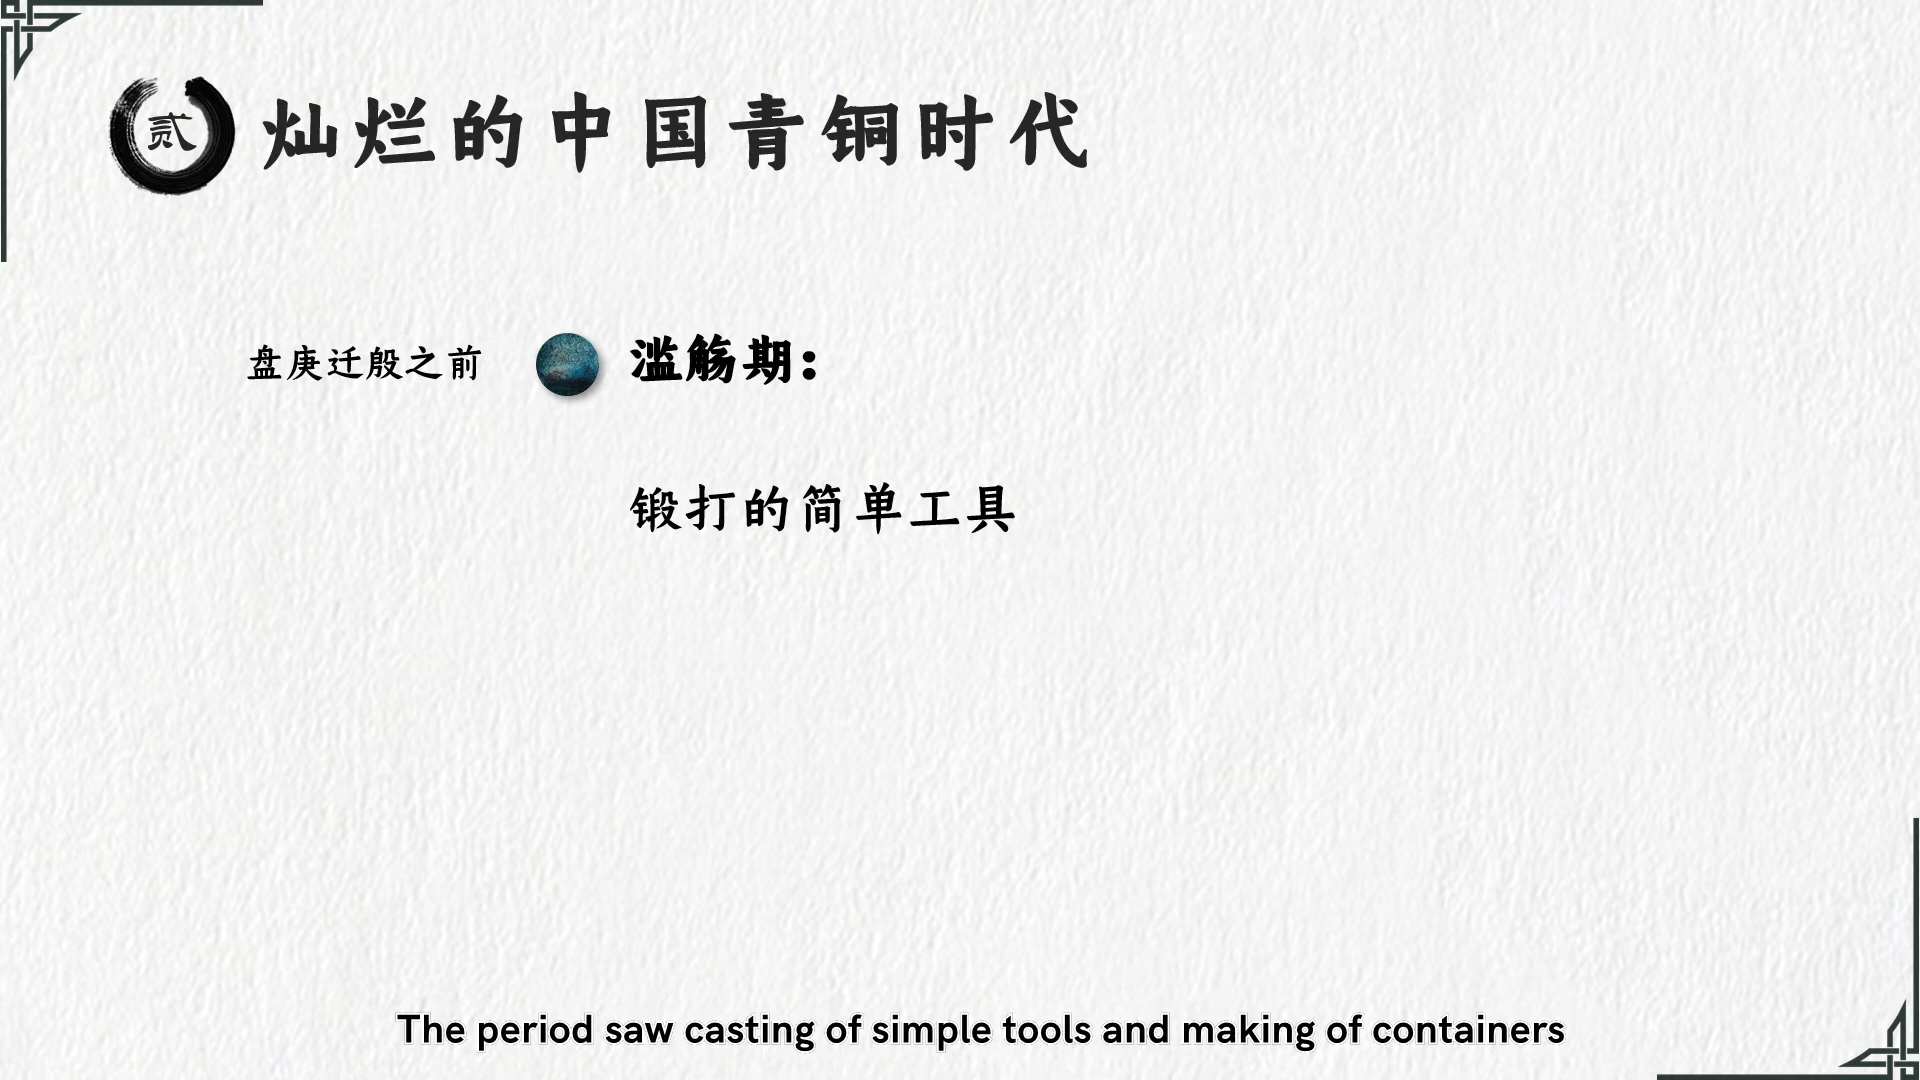 贰
灿烂的中国青铜时代
盘庚迁殷之前
滥觞期：
锻打的简单工具
The period saw casting of simple tools and making of containers